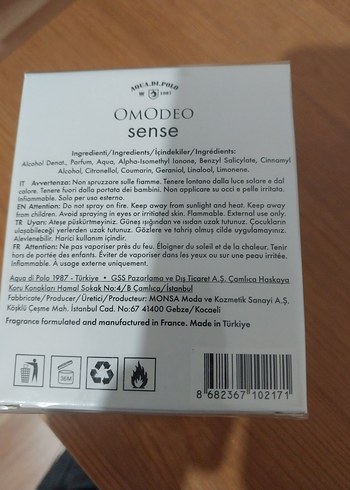 AQUA DI POLO
1987
OMODEO
sense
Ingredienti/Ingredients/İçindekiler/Ingrédients:
Alcohol Denat., Parfum, Aqua, Alpha-Isomethyl Ionone, Benzyl Salicylate, Cinnamyl
Alcohol, Citronellol, Coumarin, Geraniol, Linalool, Limonene.
IT Avvertenza: Non spruzzare sulle fiamme. Tenere lontano dalla luce solare e dal
calore. Tenere fuori dalla portata dei bambini. Non applicare su occi e pelle irritata.
Infiammabile. Solo per uso esterno.
EN Attention: Do not spray on fire. Keep away from sunlight and heat. Keep away
from children. Avoid spraying in eyes or irritated skin. Flammable. External use only.
TR Uyarı: Ateşe püskürtmeyiniz. Güneş ışığından ve ısıdan uzak tutunuz. Çocukların
ulaşabileceği yerlerden uzak tutunuz. Gözlere ve tahriş olmuş cilde uygulamayınız.
Alevlenebilir. Harici kullanım içindir.
FR Attention: Ne pas vaporiser prés du feu. Éloigner du soleil et de la chaleur. Tenir
hors de portée des enfants. Éviter de vaporiser dans les yeux ou sur une peau irritée.
Inflammable. A usage externe uniquement.
Aqua di Polo 1987 - Türkiye • GSS Pazarlama ve Dış Ticaret A.Ş. Çamlıca Haskaya
Koru Konakları Hamal Sokak No:4/B Çamlıca/İstanbul
Fabbricate/Producer/Üretici/Producteur: MONSA Moda ve Kozmetik Sanayi A.Ş.
Köşklü Çeşme Mah. İstanbul Cad. No:67 41400 Gebze/Kocaeli
Fragrance formulated and manufactured in France. Made in Türkiye
36M
8 682367 102171